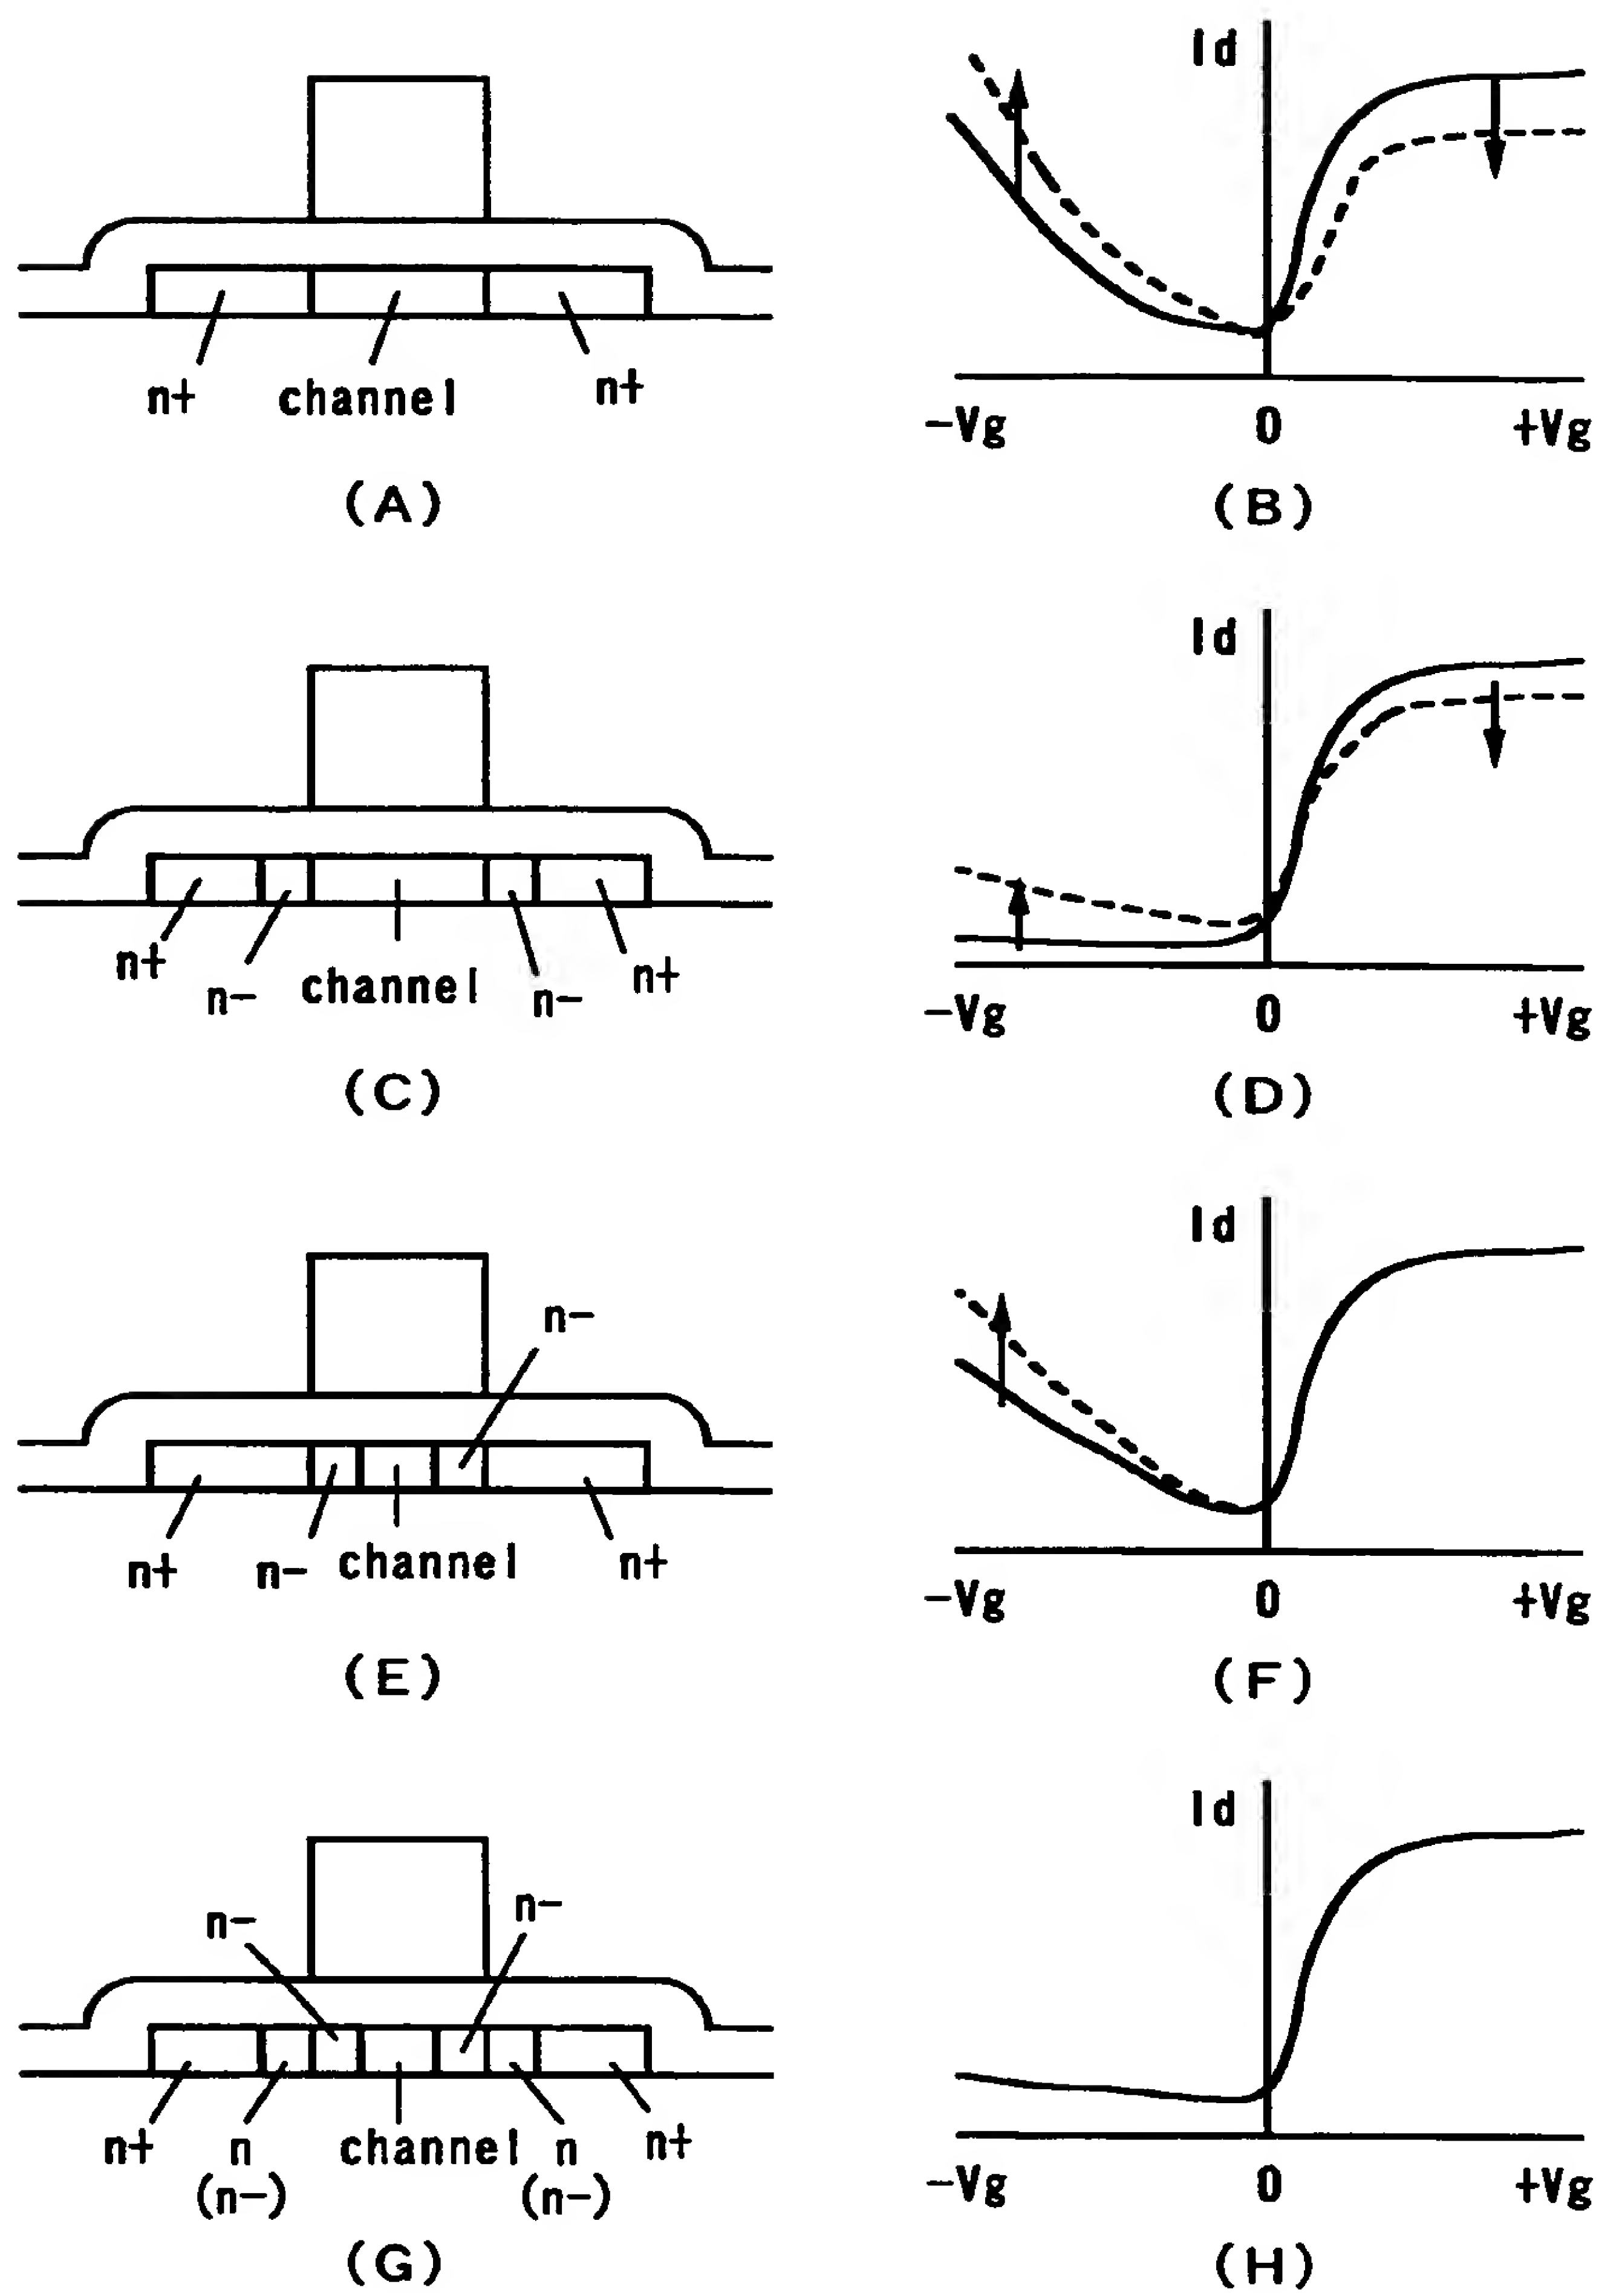 Id
n+ channel n+
-Vg 0 +Vg
(A) (B)
Id
n+ n- channel n- n+
-Vg 0 +Vg
(C) (D)
Id
n-
n+ n- channel n+
-Vg 0 +Vg
(E) (F)
Id
n- n-
n+ n channel n n+
(n-) (n-)
-Vg 0 +Vg
(G) (H)